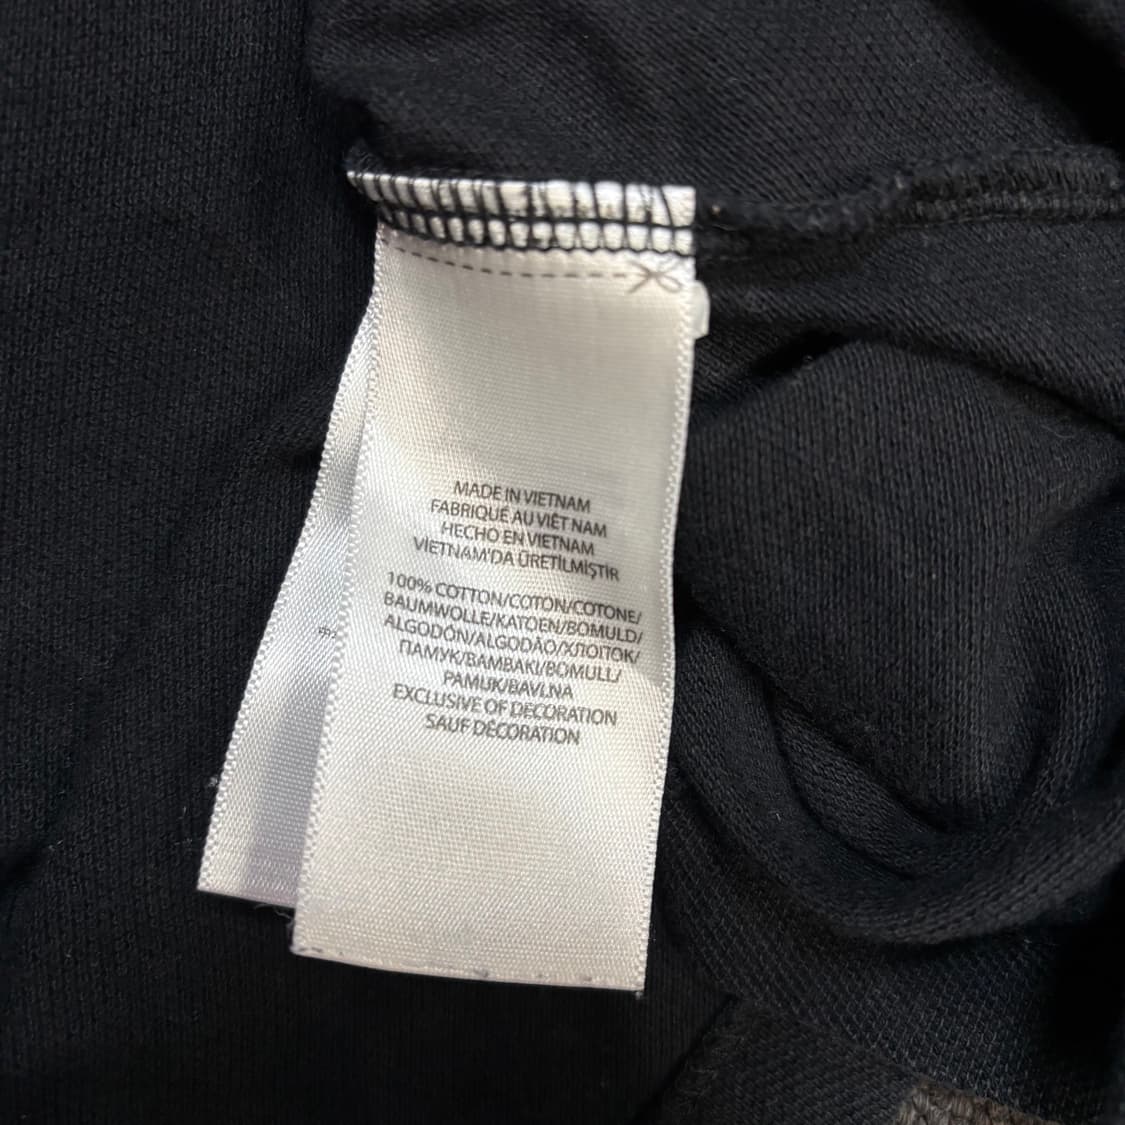 MADE IN VIETNAM
FABRIQUÉ AU VIÊT NAM
HECHO EN VIETNAM
VİETNAM'DA ÜRETİLMİŞTİR
100% COTTON/COTON/COTONE/
BAUMWOLLE/KATOEN/BOMULD/
ALGODÓN/ALGODÃO/ХЛОПОК/
ПАМУК/BAMBAKI/BOMULL/
PAMUK/BAVLNA
EXCLUSIVE OF DECORATION
SAUF DÉCORATION